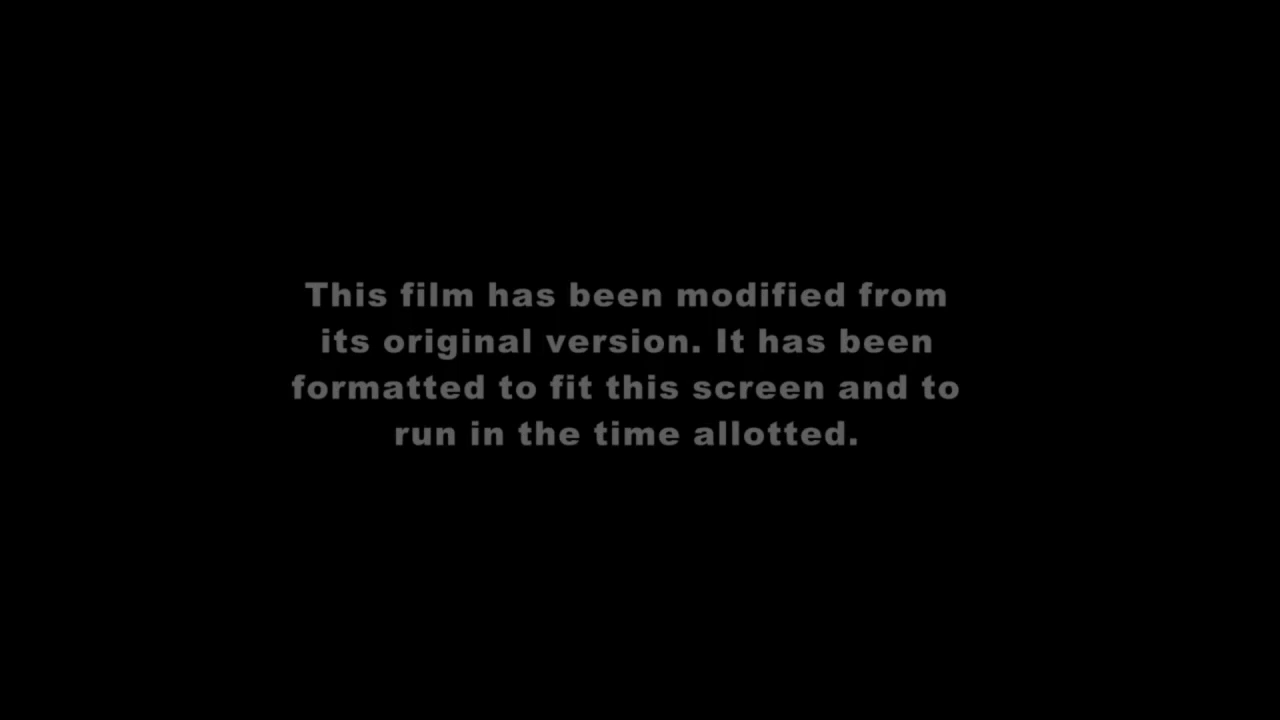 This film has been modified from
its original version. It has been
formatted to fit this screen and to
run in the time allotted.